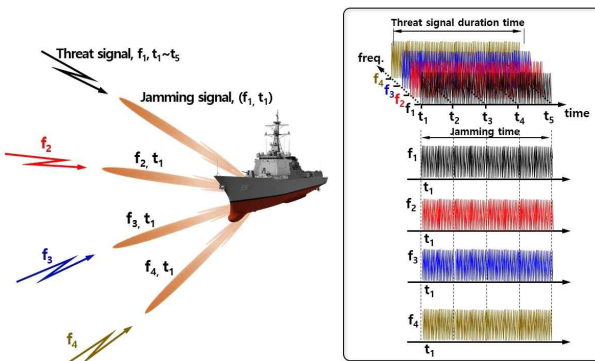 Threat signal, f1, t1~t5
Jamming signal, (f1, t1)
f2
f2, t1
f3, t1
f3
f4, t1
f4
Threat signal duration time
freq.
f4
f3
f2
f1
t1 t2 t3 t4 t5 time
Jamming time
f1
t1
f2
t1
f3
t1
f4
t1